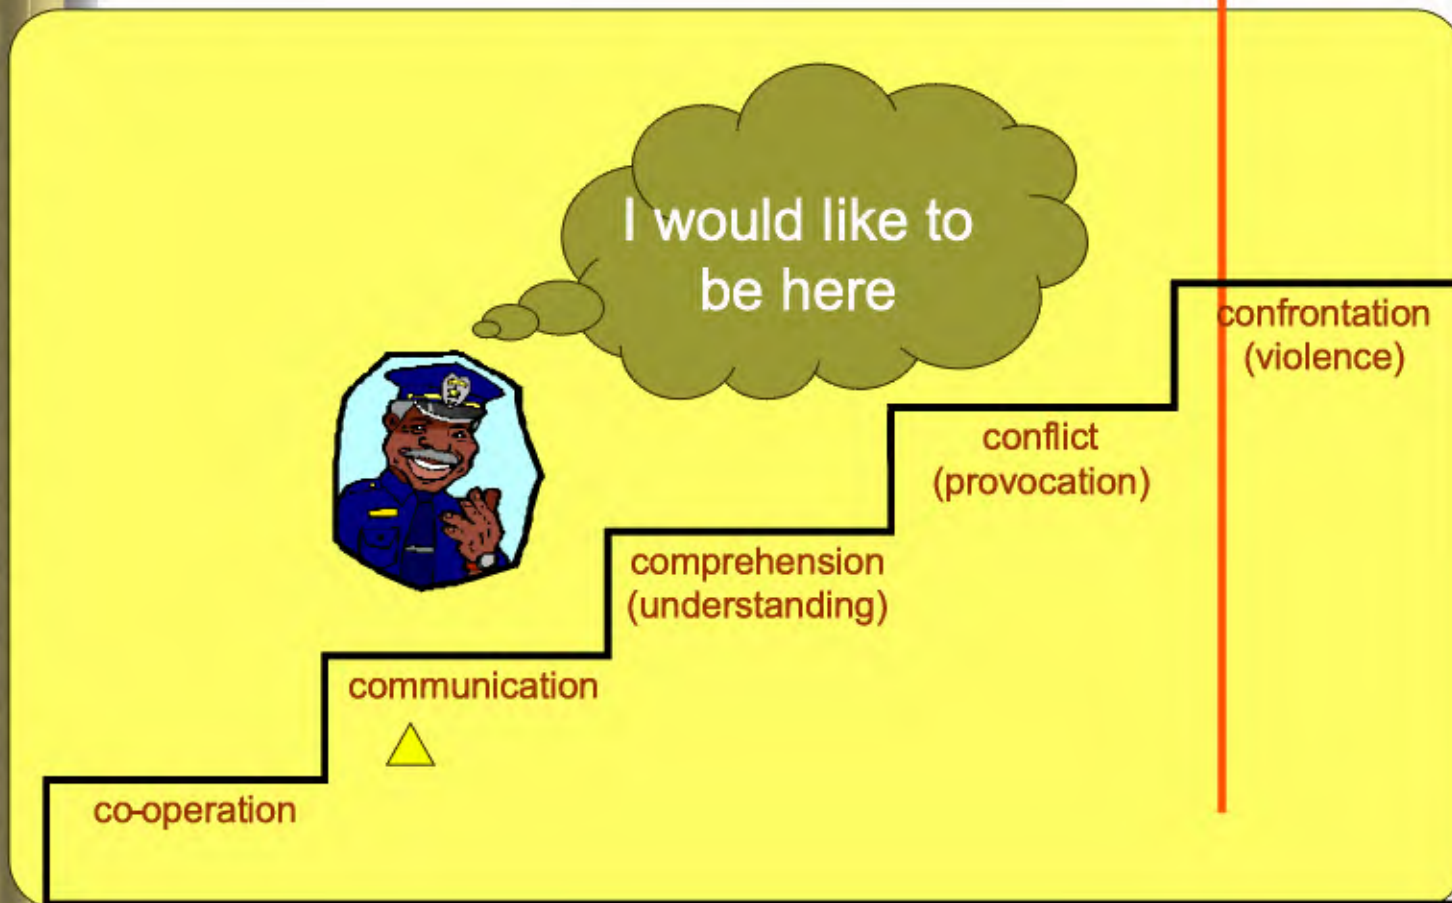 I would like to
be here
confrontation
(violence)
conflict
(provocation)
comprehension
(understanding)
communication
co-operation